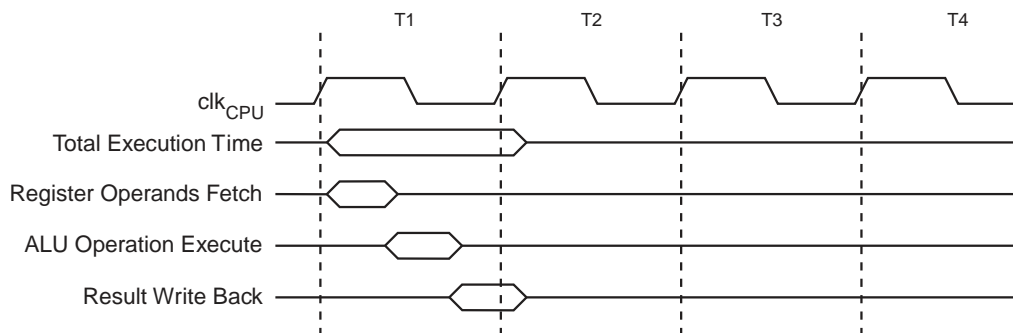 T1 T2 T3 T4
clkCPU
Total Execution Time
Register Operands Fetch
ALU Operation Execute
Result Write Back